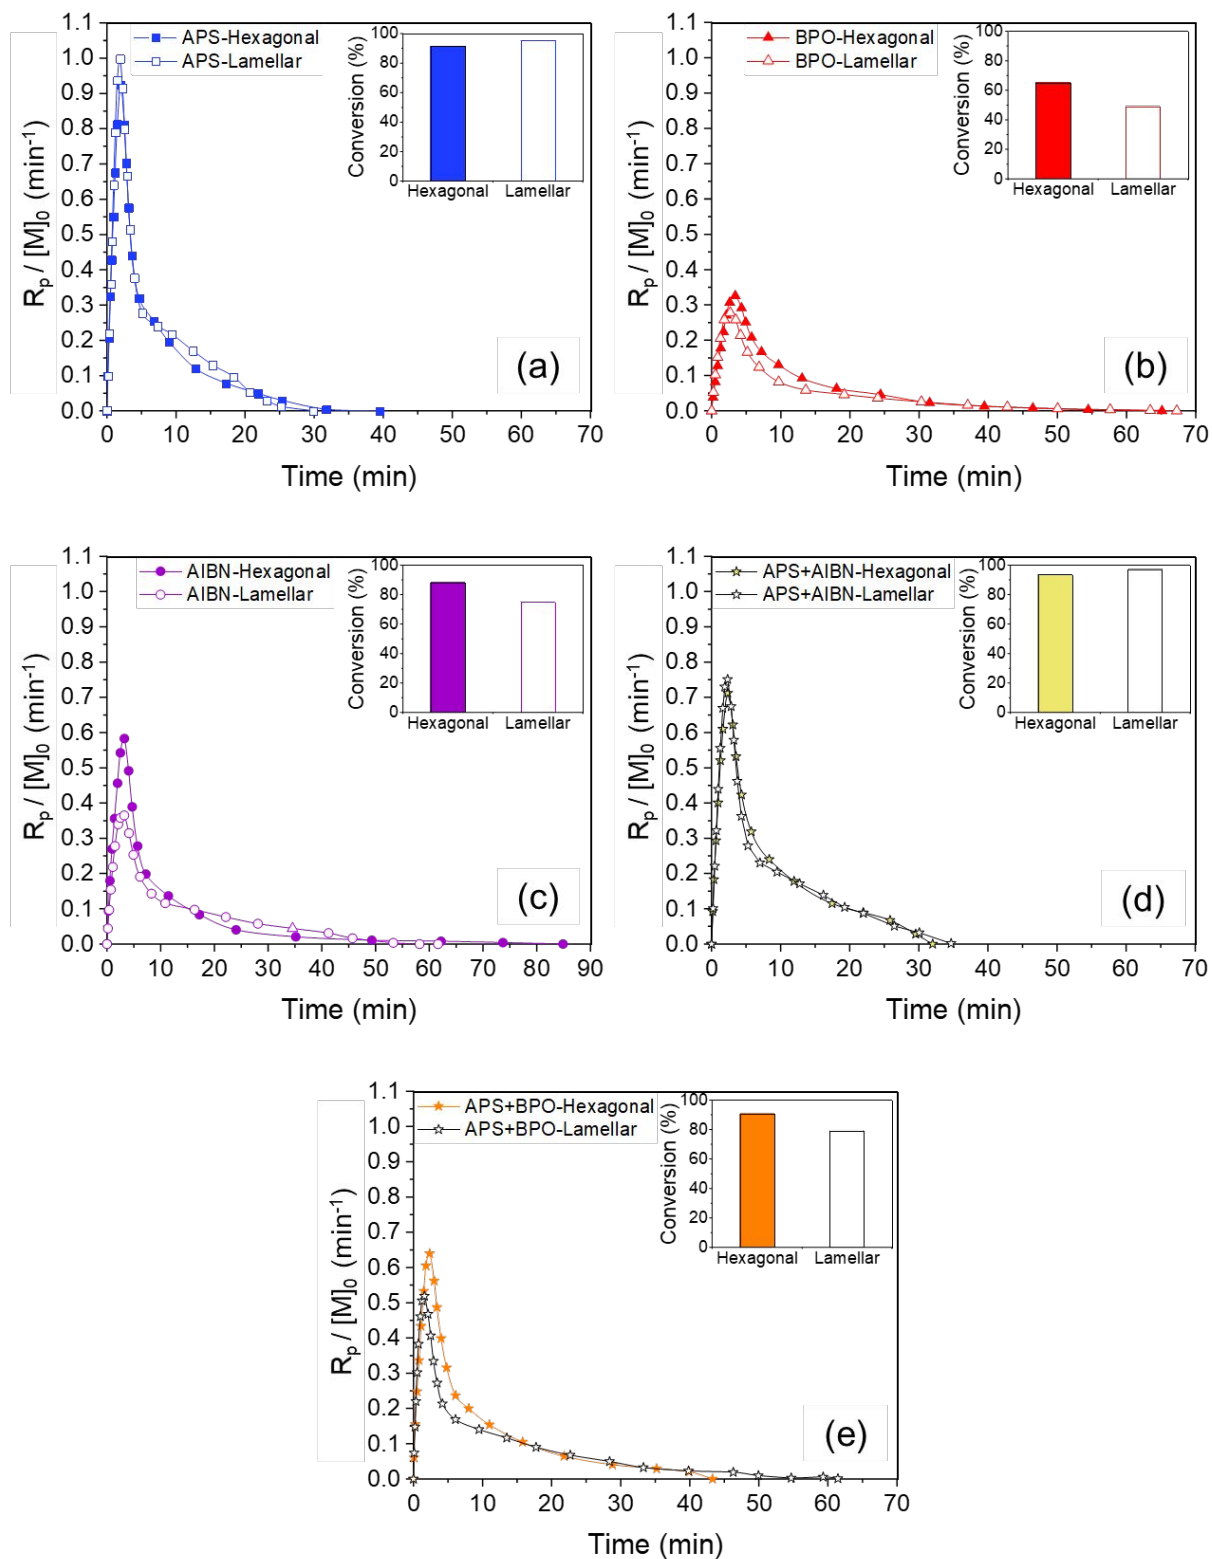 APS-Hexagonal
APS-Lamellar
Conversion (%)
100
80
60
40
20
0
Hexagonal Lamellar
1.1
1.0
0.9
0.8
0.7
0.6
0.5
0.4
0.3
0.2
0.1
0.0
Rₚ / [M]₀ (min⁻¹)
(a)
0 10 20 30 40 50 60 70
Time (min)
BPO-Hexagonal
BPO-Lamellar
Conversion (%)
100
80
60
40
20
0
Hexagonal Lamellar
1.1
1.0
0.9
0.8
0.7
0.6
0.5
0.4
0.3
0.2
0.1
0.0
Rₚ / [M]₀ (min⁻¹)
(b)
0 10 20 30 40 50 60 70
Time (min)
AIBN-Hexagonal
AIBN-Lamellar
Conversion (%)
100
80
60
40
20
0
Hexagonal Lamellar
1.1
1.0
0.9
0.8
0.7
0.6
0.5
0.4
0.3
0.2
0.1
0.0
Rₚ / [M]₀ (min⁻¹)
(c)
0 10 20 30 40 50 60 70 80 90
Time (min)
APS+AIBN-Hexagonal
APS+AIBN-Lamellar
Conversion (%)
100
80
60
40
20
0
Hexagonal Lamellar
1.1
1.0
0.9
0.8
0.7
0.6
0.5
0.4
0.3
0.2
0.1
0.0
Rₚ / [M]₀ (min⁻¹)
(d)
0 10 20 30 40 50 60 70
Time (min)
APS+BPO-Hexagonal
APS+BPO-Lamellar
Conversion (%)
100
80
60
40
20
0
Hexagonal Lamellar
1.1
1.0
0.9
0.8
0.7
0.6
0.5
0.4
0.3
0.2
0.1
0.0
Rₚ / [M]₀ (min⁻¹)
(e)
0 10 20 30 40 50 60 70
Time (min)